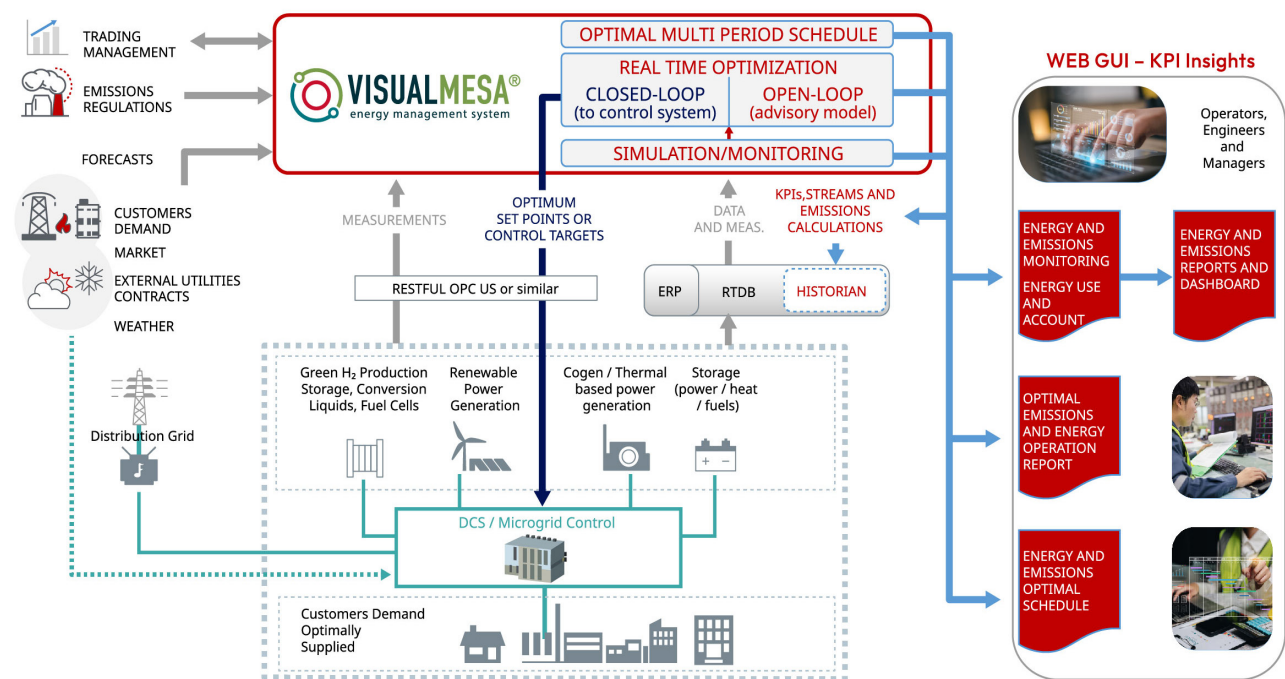 TRADING
MANAGEMENT
EMISSIONS
REGULATIONS
FORECASTS
CUSTOMERS
DEMAND
MARKET
EXTERNAL UTILITIES
CONTRACTS
WEATHER
Distribution Grid
VISUALMESA®
energy management system
OPTIMAL MULTI PERIOD SCHEDULE
REAL TIME OPTIMIZATION
CLOSED-LOOP
(to control system)
OPEN-LOOP
(advisory model)
SIMULATION/MONITORING
MEASUREMENTS
OPTIMUM
SET POINTS OR
CONTROL TARGETS
DATA
AND MEAS.
KPIs,STREAMS AND
EMISSIONS
CALCULATIONS
RESTFUL OPC US or similar
ERP
RTDB
HISTORIAN
Green H₂ Production
Storage, Conversion
Liquids, Fuel Cells
Renewable
Power
Generation
Cogen / Thermal
based power
generation
Storage
(power / heat
/ fuels)
DCS / Microgrid Control
Customers Demand
Optimally
Supplied
WEB GUI – KPI Insights
Operators,
Engineers
and
Managers
ENERGY AND
EMISSIONS
MONITORING
ENERGY USE
AND
ACCOUNT
ENERGY AND
EMISSIONS
REPORTS AND
DASHBOARD
OPTIMAL
EMISSIONS
AND ENERGY
OPERATION
REPORT
ENERGY AND
EMISSIONS
OPTIMAL
SCHEDULE